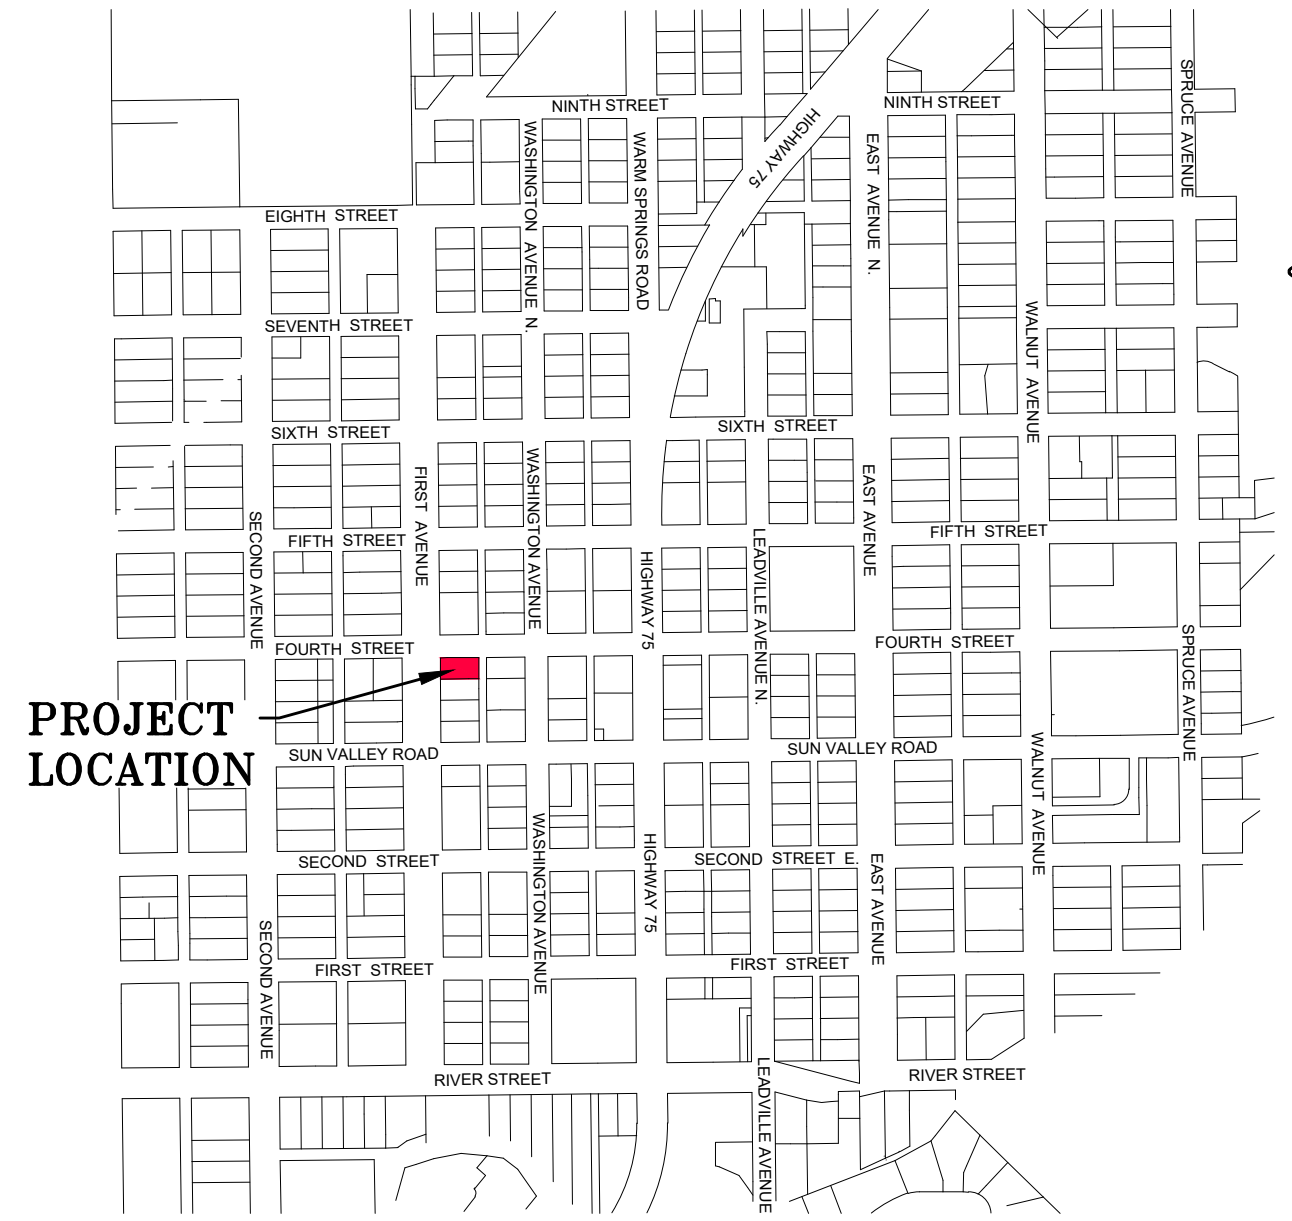 NINTH STREET
NINTH STREET
SPRUCE AVENUE
HIGHWAY 75
WASHINGTON AVENUE N.
WARM SPRINGS ROAD
EAST AVENUE N.
EIGHTH STREET
SEVENTH STREET
WALNUT AVENUE
SIXTH STREET
SIXTH STREET
FIRST AVENUE
WASHINGTON AVENUE
EAST AVENUE
SECOND AVENUE
FIFTH STREET
FIFTH STREET
LEADVILLE AVENUE N.
HIGHWAY 75
FOURTH STREET
FOURTH STREET
SPRUCE AVENUE
PROJECT
LOCATION
SUN VALLEY ROAD
SUN VALLEY ROAD
WALNUT AVENUE
WASHINGTON AVENUE
HIGHWAY 75
SECOND STREET
SECOND STREET E.
EAST AVENUE
SECOND AVENUE
FIRST STREET
FIRST STREET
RIVER STREET
RIVER STREET
LEADVILLE AVENUE